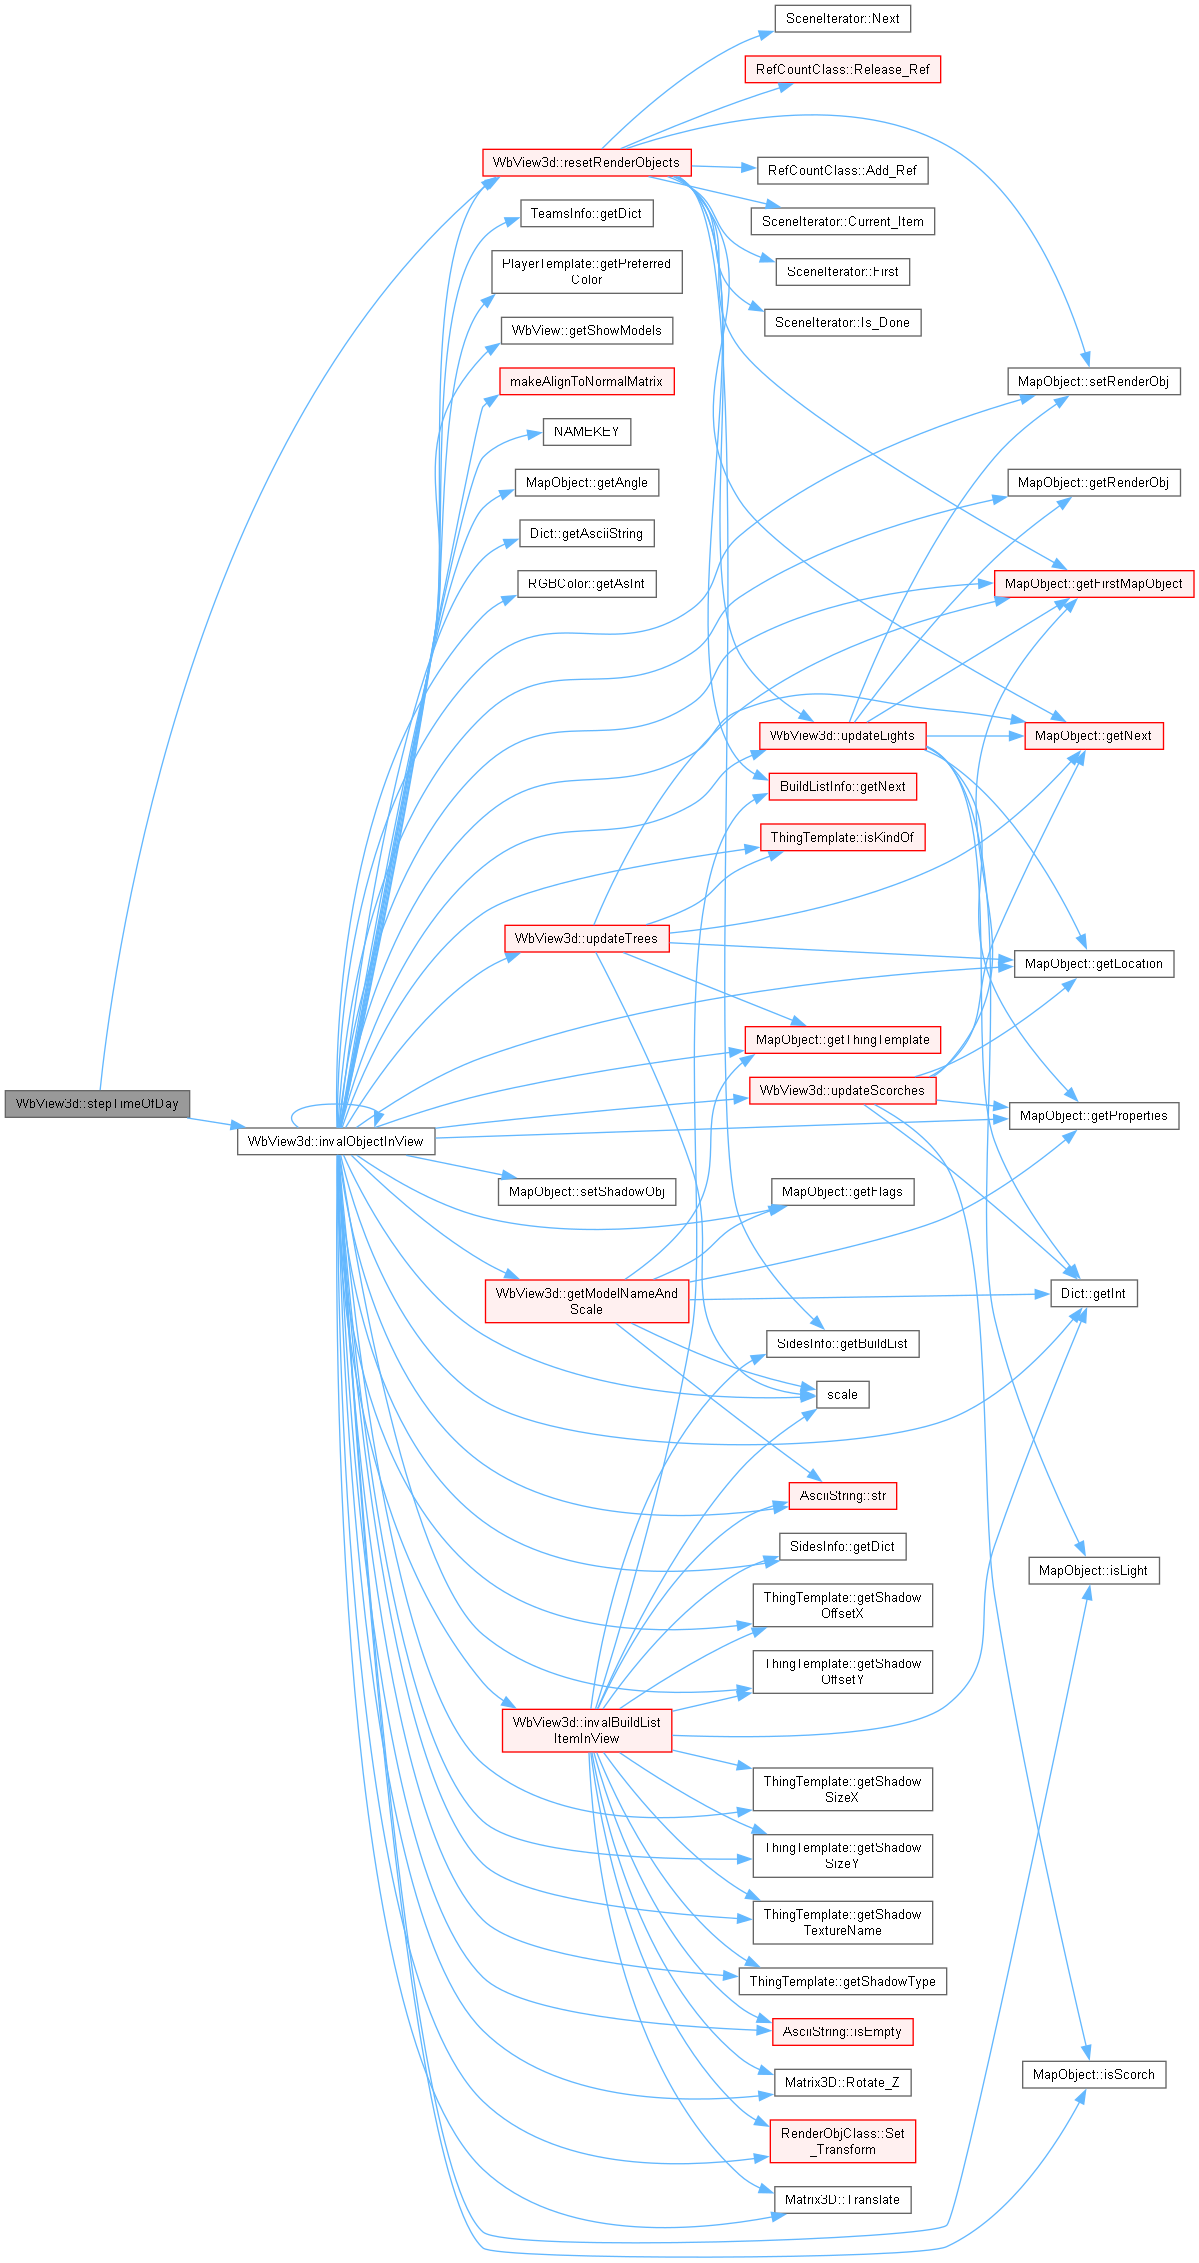 SceneIterator::Next
RefCountClass::Release_Ref
WbView3d::resetRenderObjects
RefCountClass::Add_Ref
TeamsInfo::getDict
SceneIterator::Current_Item
PlayerTemplate::getPreferred
Color
SceneIterator::First
WbView::getShowModels
SceneIterator::Is_Done
makeAlignToNormalMatrix
MapObject::setRenderObj
NAMEKEY
MapObject::getAngle
MapObject::getRenderObj
Dict::getAsciiString
RGBColor::getAsInt
MapObject::getFirstMapObject
WbView3d::updateLights
MapObject::getNext
BuildListInfo::getNext
ThingTemplate::isKindOf
WbView3d::updateTrees
MapObject::getLocation
MapObject::getThingTemplate
WbView3d::updateScorches
WbView3d::stepTimeOfDay
MapObject::getProperties
WbView3d::invalObjectInView
MapObject::setShadowObj
MapObject::getFlags
WbView3d::getModelNameAnd
Scale
Dict::getInt
SidesInfo::getBuildList
scale
AsciiString::str
SidesInfo::getDict
MapObject::isLight
ThingTemplate::getShadow
OffsetX
ThingTemplate::getShadow
OffsetY
WbView3d::invalBuildList
ItemInView
ThingTemplate::getShadow
SizeX
ThingTemplate::getShadow
SizeY
ThingTemplate::getShadow
TextureName
ThingTemplate::getShadowType
AsciiString::isEmpty
MapObject::isScorch
Matrix3D::Rotate_Z
RenderObjClass::Set
_Transform
Matrix3D::Translate